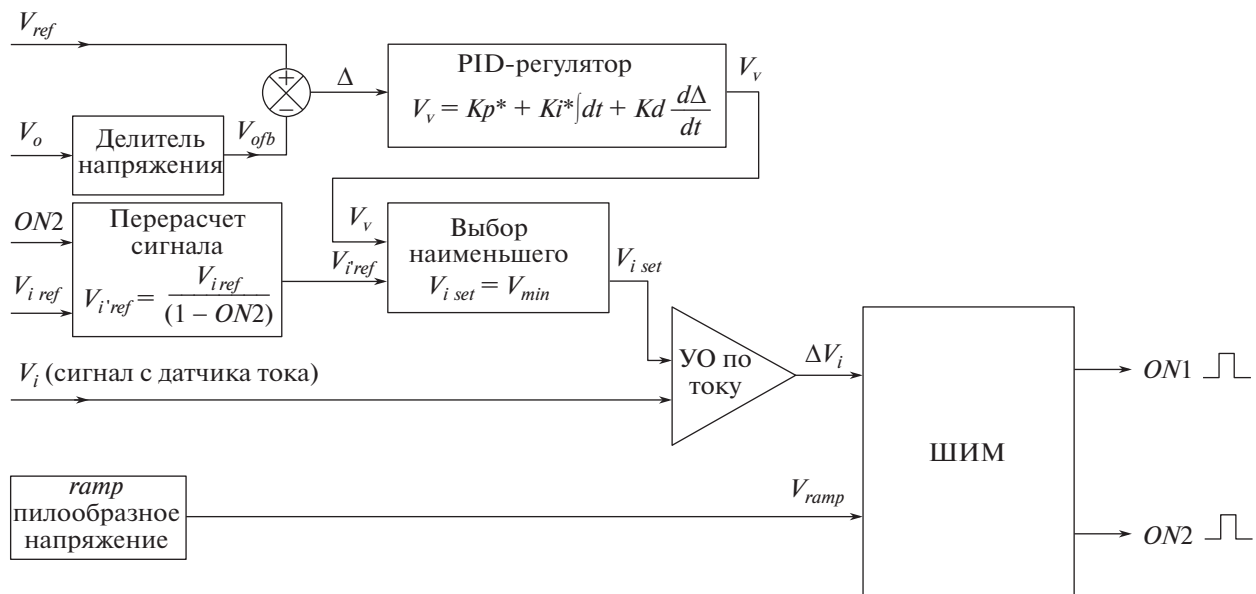 V_ref
Δ
PID-регулятор
V_v = Kp* + Ki*∫dt + Kd dΔ/dt
V_v
+
−
V_o
Делитель
напряжения
V_ofb
ON2
Перерасчет
сигнала
V_i ref
V_i'ref = V_i ref/(1 – ON2)
V_v
V_i'ref
Выбор
наименьшего
V_i set = V_min
V_i set
V_i (сигнал с датчика тока)
УО по
току
ΔV_i
ШИМ
ON1
ramp
пилообразное
напряжение
V_ramp
ON2